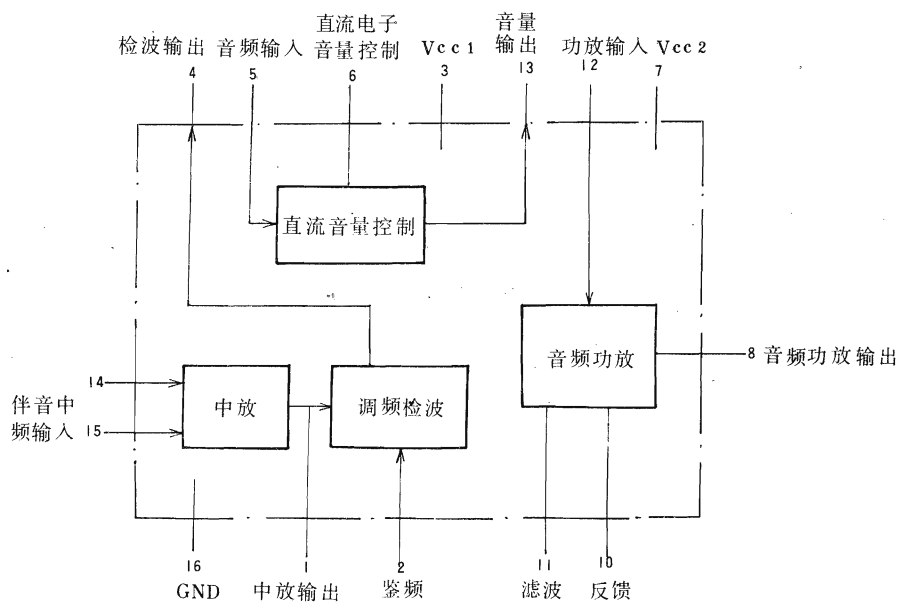 直流电子
音量控制
6
检波输出
4
音频输入
5
Vcc1
3
音量
输出
13
功放输入
12
Vcc2
7
直流音量控制
音频功放
8 音频功放输出
14
伴音中
频输入
15
中放
调频检波
16
GND
1
中放输出
2
鉴频
11
滤波
10
反馈